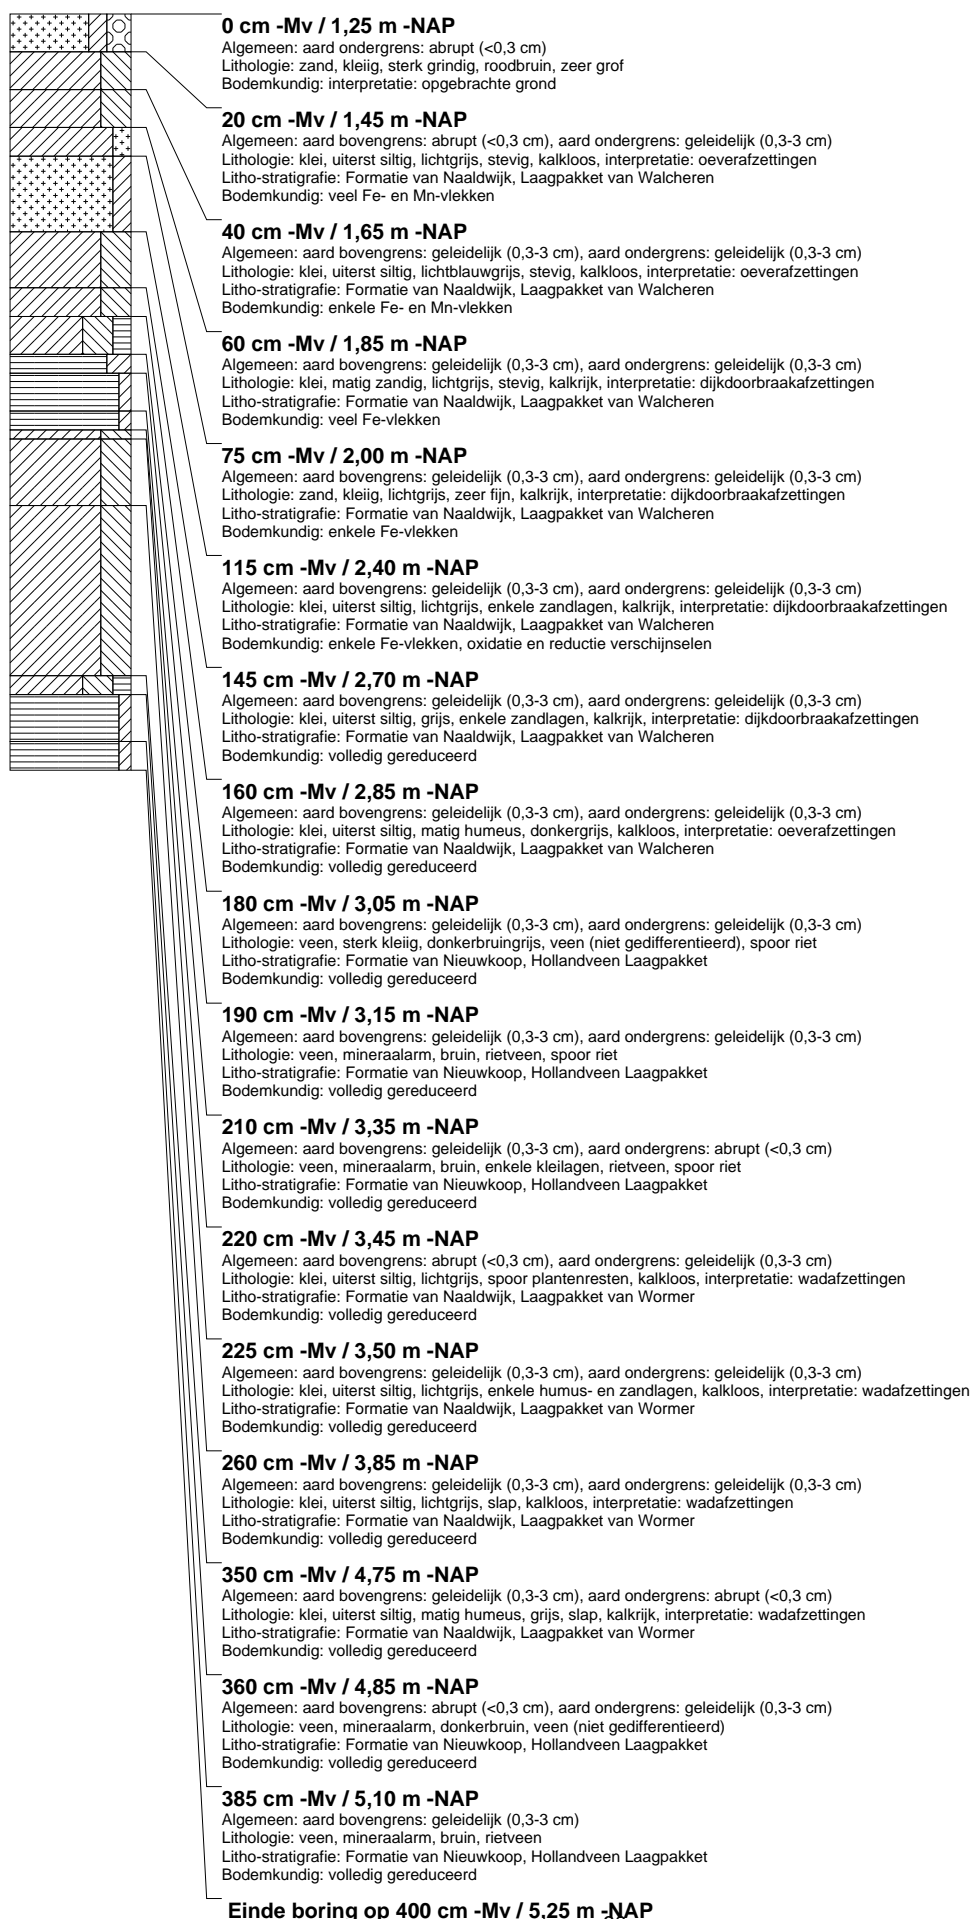 0 cm -Mv / 1,25 m -NAP
Algemeen: aard ondergrens: abrupt (<0,3 cm)
Lithologie: zand, kleiig, sterk grindig, roodbruin, zeer grof
Bodemkundig: interpretatie: opgebrachte grond
20 cm -Mv / 1,45 m -NAP
Algemeen: aard bovengrens: abrupt (<0,3 cm), aard ondergrens: geleidelijk (0,3-3 cm)
Lithologie: klei, uiterst siltig, lichtgrijs, stevig, kalkloos, interpretatie: oeverafzettingen
Litho-stratigrafie: Formatie van Naaldwijk, Laagpakket van Walcheren
Bodemkundig: veel Fe- en Mn-vlekken
40 cm -Mv / 1,65 m -NAP
Algemeen: aard bovengrens: geleidelijk (0,3-3 cm), aard ondergrens: geleidelijk (0,3-3 cm)
Lithologie: klei, uiterst siltig, lichtblauwgrijs, stevig, kalkloos, interpretatie: oeverafzettingen
Litho-stratigrafie: Formatie van Naaldwijk, Laagpakket van Walcheren
Bodemkundig: enkele Fe- en Mn-vlekken
60 cm -Mv / 1,85 m -NAP
Algemeen: aard bovengrens: geleidelijk (0,3-3 cm), aard ondergrens: geleidelijk (0,3-3 cm)
Lithologie: klei, matig zandig, lichtgrijs, stevig, kalkrijk, interpretatie: dijkdoorbraakafzettingen
Litho-stratigrafie: Formatie van Naaldwijk, Laagpakket van Walcheren
Bodemkundig: veel Fe-vlekken
75 cm -Mv / 2,00 m -NAP
Algemeen: aard bovengrens: geleidelijk (0,3-3 cm), aard ondergrens: geleidelijk (0,3-3 cm)
Lithologie: zand, kleiig, lichtgrijs, zeer fijn, kalkrijk, interpretatie: dijkdoorbraakafzettingen
Litho-stratigrafie: Formatie van Naaldwijk, Laagpakket van Walcheren
Bodemkundig: enkele Fe-vlekken
115 cm -Mv / 2,40 m -NAP
Algemeen: aard bovengrens: geleidelijk (0,3-3 cm), aard ondergrens: geleidelijk (0,3-3 cm)
Lithologie: klei, uiterst siltig, lichtgrijs, enkele zandlagen, kalkrijk, interpretatie: dijkdoorbraakafzettingen
Litho-stratigrafie: Formatie van Naaldwijk, Laagpakket van Walcheren
Bodemkundig: enkele Fe-vlekken, oxidatie en reductie verschijnselen
145 cm -Mv / 2,70 m -NAP
Algemeen: aard bovengrens: geleidelijk (0,3-3 cm), aard ondergrens: geleidelijk (0,3-3 cm)
Lithologie: klei, uiterst siltig, grijs, enkele zandlagen, kalkrijk, interpretatie: dijkdoorbraakafzettingen
Litho-stratigrafie: Formatie van Naaldwijk, Laagpakket van Walcheren
Bodemkundig: volledig gereduceerd
160 cm -Mv / 2,85 m -NAP
Algemeen: aard bovengrens: geleidelijk (0,3-3 cm), aard ondergrens: geleidelijk (0,3-3 cm)
Lithologie: klei, uiterst siltig, matig humeus, donkergrijs, kalkloos, interpretatie: oeverafzettingen
Litho-stratigrafie: Formatie van Naaldwijk, Laagpakket van Walcheren
Bodemkundig: volledig gereduceerd
180 cm -Mv / 3,05 m -NAP
Algemeen: aard bovengrens: geleidelijk (0,3-3 cm), aard ondergrens: geleidelijk (0,3-3 cm)
Lithologie: veen, sterk kleiig, donkerbruingrijs, veen (niet gedifferentieerd), spoor riet
Litho-stratigrafie: Formatie van Nieuwkoop, Hollandveen Laagpakket
Bodemkundig: volledig gereduceerd
190 cm -Mv / 3,15 m -NAP
Algemeen: aard bovengrens: geleidelijk (0,3-3 cm), aard ondergrens: geleidelijk (0,3-3 cm)
Lithologie: veen, mineraalarm, bruin, rietveen, spoor riet
Litho-stratigrafie: Formatie van Nieuwkoop, Hollandveen Laagpakket
Bodemkundig: volledig gereduceerd
210 cm -Mv / 3,35 m -NAP
Algemeen: aard bovengrens: geleidelijk (0,3-3 cm), aard ondergrens: abrupt (<0,3 cm)
Lithologie: veen, mineraalarm, bruin, enkele kleilagen, rietveen, spoor riet
Litho-stratigrafie: Formatie van Nieuwkoop, Hollandveen Laagpakket
Bodemkundig: volledig gereduceerd
220 cm -Mv / 3,45 m -NAP
Algemeen: aard bovengrens: abrupt (<0,3 cm), aard ondergrens: geleidelijk (0,3-3 cm)
Lithologie: klei, uiterst siltig, lichtgrijs, spoor plantenresten, kalkloos, interpretatie: wadafzettingen
Litho-stratigrafie: Formatie van Naaldwijk, Laagpakket van Wormer
Bodemkundig: volledig gereduceerd
225 cm -Mv / 3,50 m -NAP
Algemeen: aard bovengrens: geleidelijk (0,3-3 cm), aard ondergrens: geleidelijk (0,3-3 cm)
Lithologie: klei, uiterst siltig, lichtgrijs, enkele humus- en zandlagen, kalkloos, interpretatie: wadafzettingen
Litho-stratigrafie: Formatie van Naaldwijk, Laagpakket van Wormer
Bodemkundig: volledig gereduceerd
260 cm -Mv / 3,85 m -NAP
Algemeen: aard bovengrens: geleidelijk (0,3-3 cm), aard ondergrens: geleidelijk (0,3-3 cm)
Lithologie: klei, uiterst siltig, lichtgrijs, slap, kalkloos, interpretatie: wadafzettingen
Litho-stratigrafie: Formatie van Naaldwijk, Laagpakket van Wormer
Bodemkundig: volledig gereduceerd
350 cm -Mv / 4,75 m -NAP
Algemeen: aard bovengrens: geleidelijk (0,3-3 cm), aard ondergrens: abrupt (<0,3 cm)
Lithologie: klei, uiterst siltig, matig humeus, grijs, slap, kalkrijk, interpretatie: wadafzettingen
Litho-stratigrafie: Formatie van Naaldwijk, Laagpakket van Wormer
Bodemkundig: volledig gereduceerd
360 cm -Mv / 4,85 m -NAP
Algemeen: aard bovengrens: abrupt (<0,3 cm), aard ondergrens: geleidelijk (0,3-3 cm)
Lithologie: veen, mineraalarm, donkerbruin, veen (niet gedifferentieerd)
Litho-stratigrafie: Formatie van Nieuwkoop, Hollandveen Laagpakket
Bodemkundig: volledig gereduceerd
385 cm -Mv / 5,10 m -NAP
Algemeen: aard bovengrens: geleidelijk (0,3-3 cm)
Lithologie: veen, mineraalarm, bruin, rietveen
Litho-stratigrafie: Formatie van Nieuwkoop, Hollandveen Laagpakket
Bodemkundig: volledig gereduceerd
Einde boring op 400 cm -Mv / 5,25 m -NAP